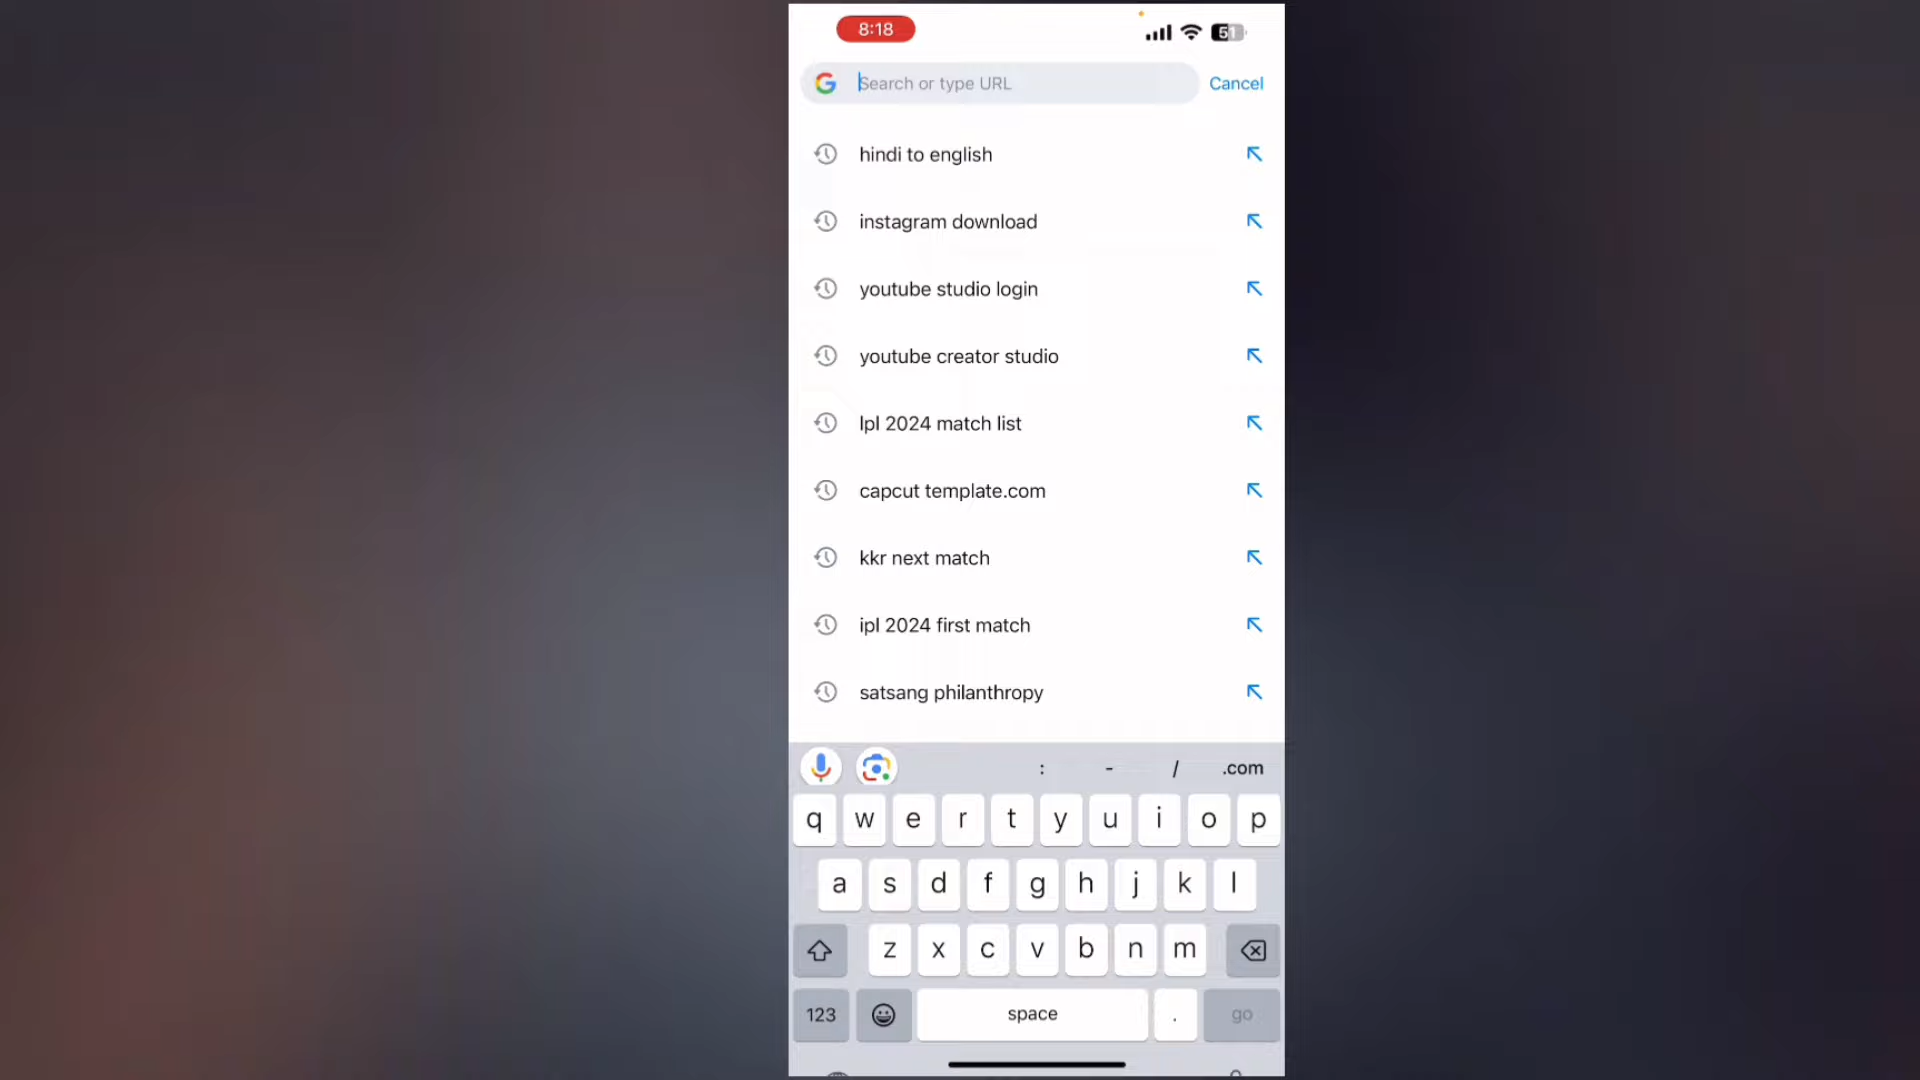 8:18
51
Search or type URL
Cancel
hindi to english
instagram download
youtube studio login
youtube creator studio
lpl 2024 match list
capcut template.com
kkr next match
ipl 2024 first match
satsang philanthropy
: - / .com
q w e r t y u i o p
a s d f g h j k l
z x c v b n m
123 space . go